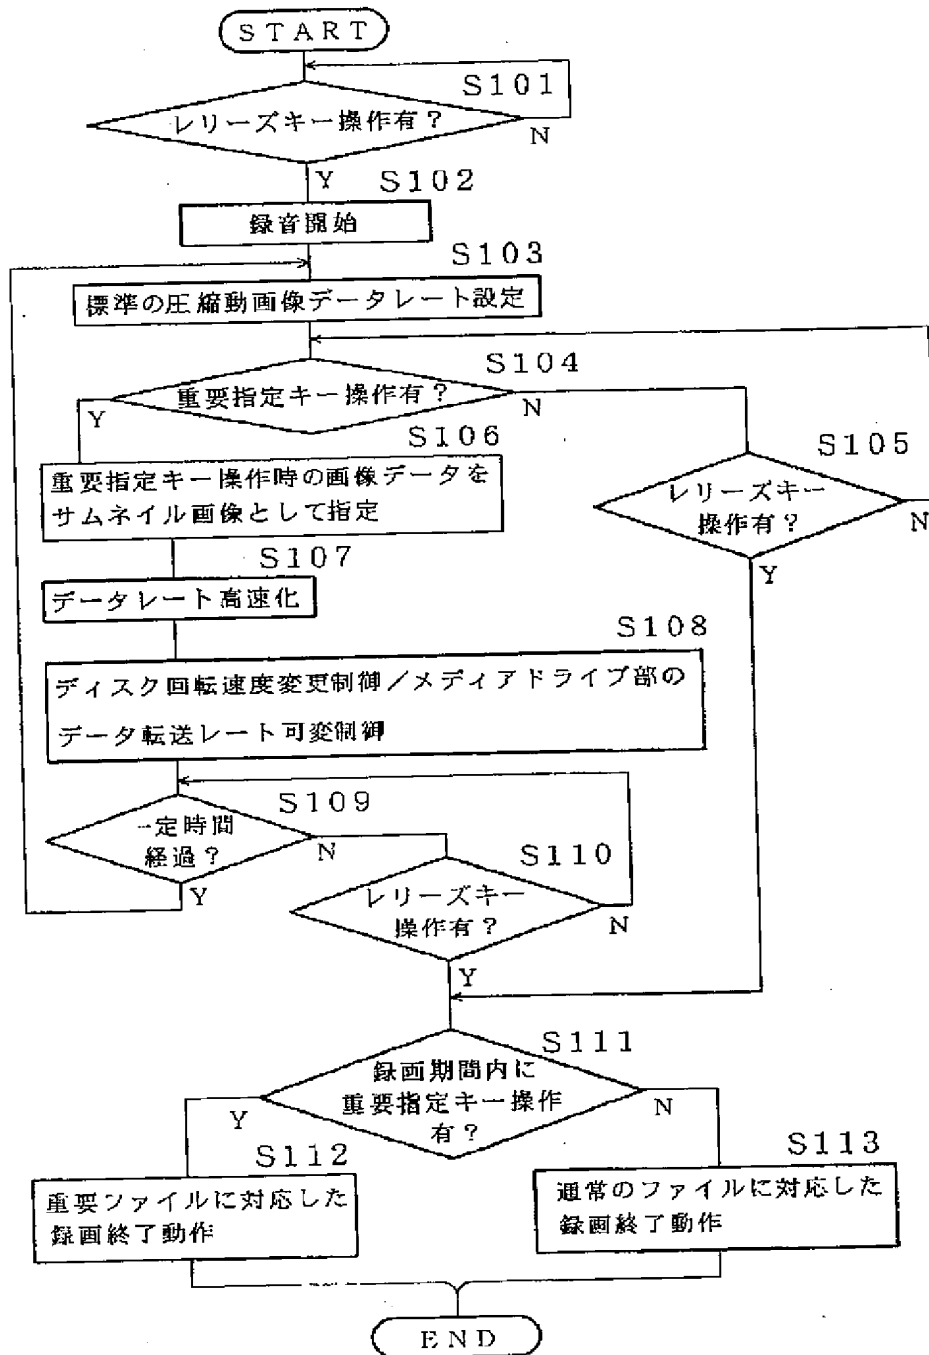 START
S101
レリーズキー操作有?
N
Y
S102
録音開始
S103
標準の圧縮動画像データレート設定
S104
重要指定キー操作有?
Y
N
S105
レリーズキー
操作有?
N
Y
S106
重要指定キー操作時の画像データを
サムネイル画像として指定
S107
データレート高速化
S108
ディスク回転速度変更制御/メディアドライブ部の
データ転送レート可変制御
S109
一定時間
経過?
N
Y
S110
レリーズキー
操作有?
N
Y
S111
録画期間内に
重要指定キー操作
有?
Y
N
S112
重要ファイルに対応した
録画終了動作
S113
通常のファイルに対応した
録画終了動作
END